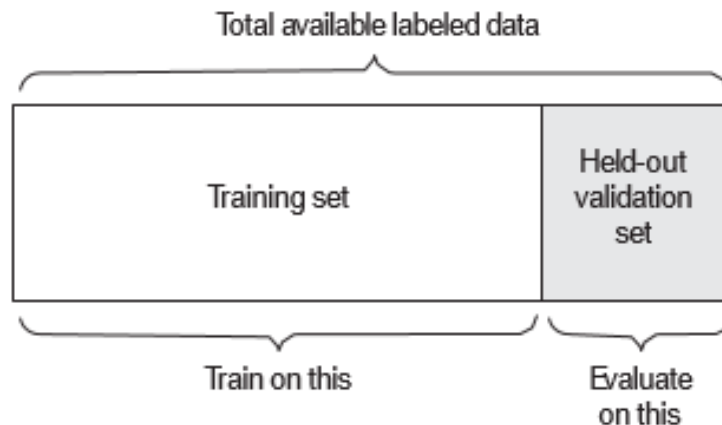 Total available labeled data
Training set
Held-out
validation
set
Train on this
Evaluate
on this